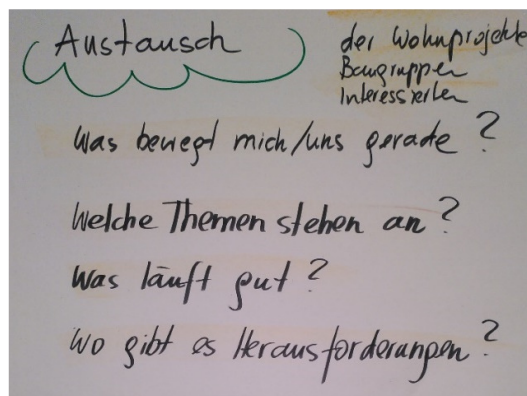 Austausch
der Wohnprojekte
Baugruppen
Interessierten
Was bewegt mich/uns gerade?
Welche Themen stehen an?
Was läuft gut?
Wo gibt es Herausforderungen?